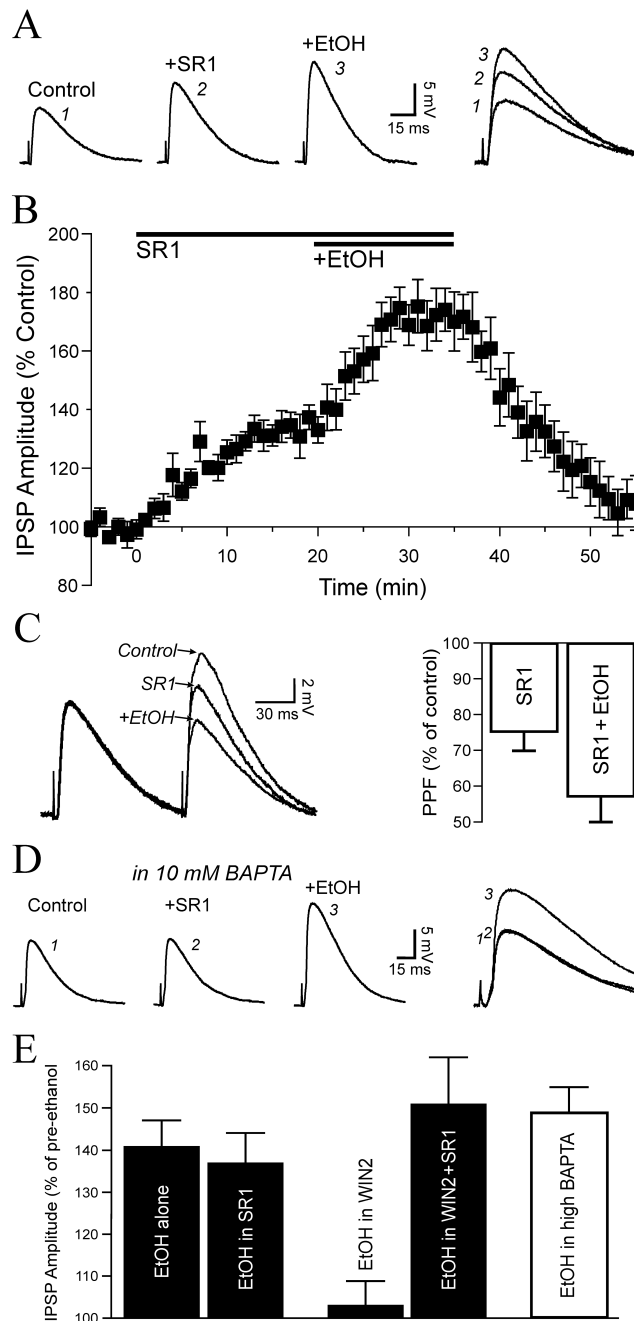 A
Control
1
+SR1
2
+EtOH
3
5 mV
15 ms
3
2
1
B
200
180
160
140
120
100
80
IPSP Amplitude (% Control)
SR1
+EtOH
0
10
20
30
40
50
Time (min)
C
Control
SR1
+EtOH
2 mV
30 ms
100
90
80
70
60
50
PPF (% of control)
SR1
SR1 + EtOH
D
in 10 mM BAPTA
Control
1
+SR1
2
+EtOH
3
5 mV
15 ms
3
1 2
E
160
150
140
130
120
110
100
IPSP Amplitude (% of pre-ethanol
EtOH alone
EtOH in SR1
EtOH in WIN2
EtOH in WIN2+SR1
EtOH in high BAPTA